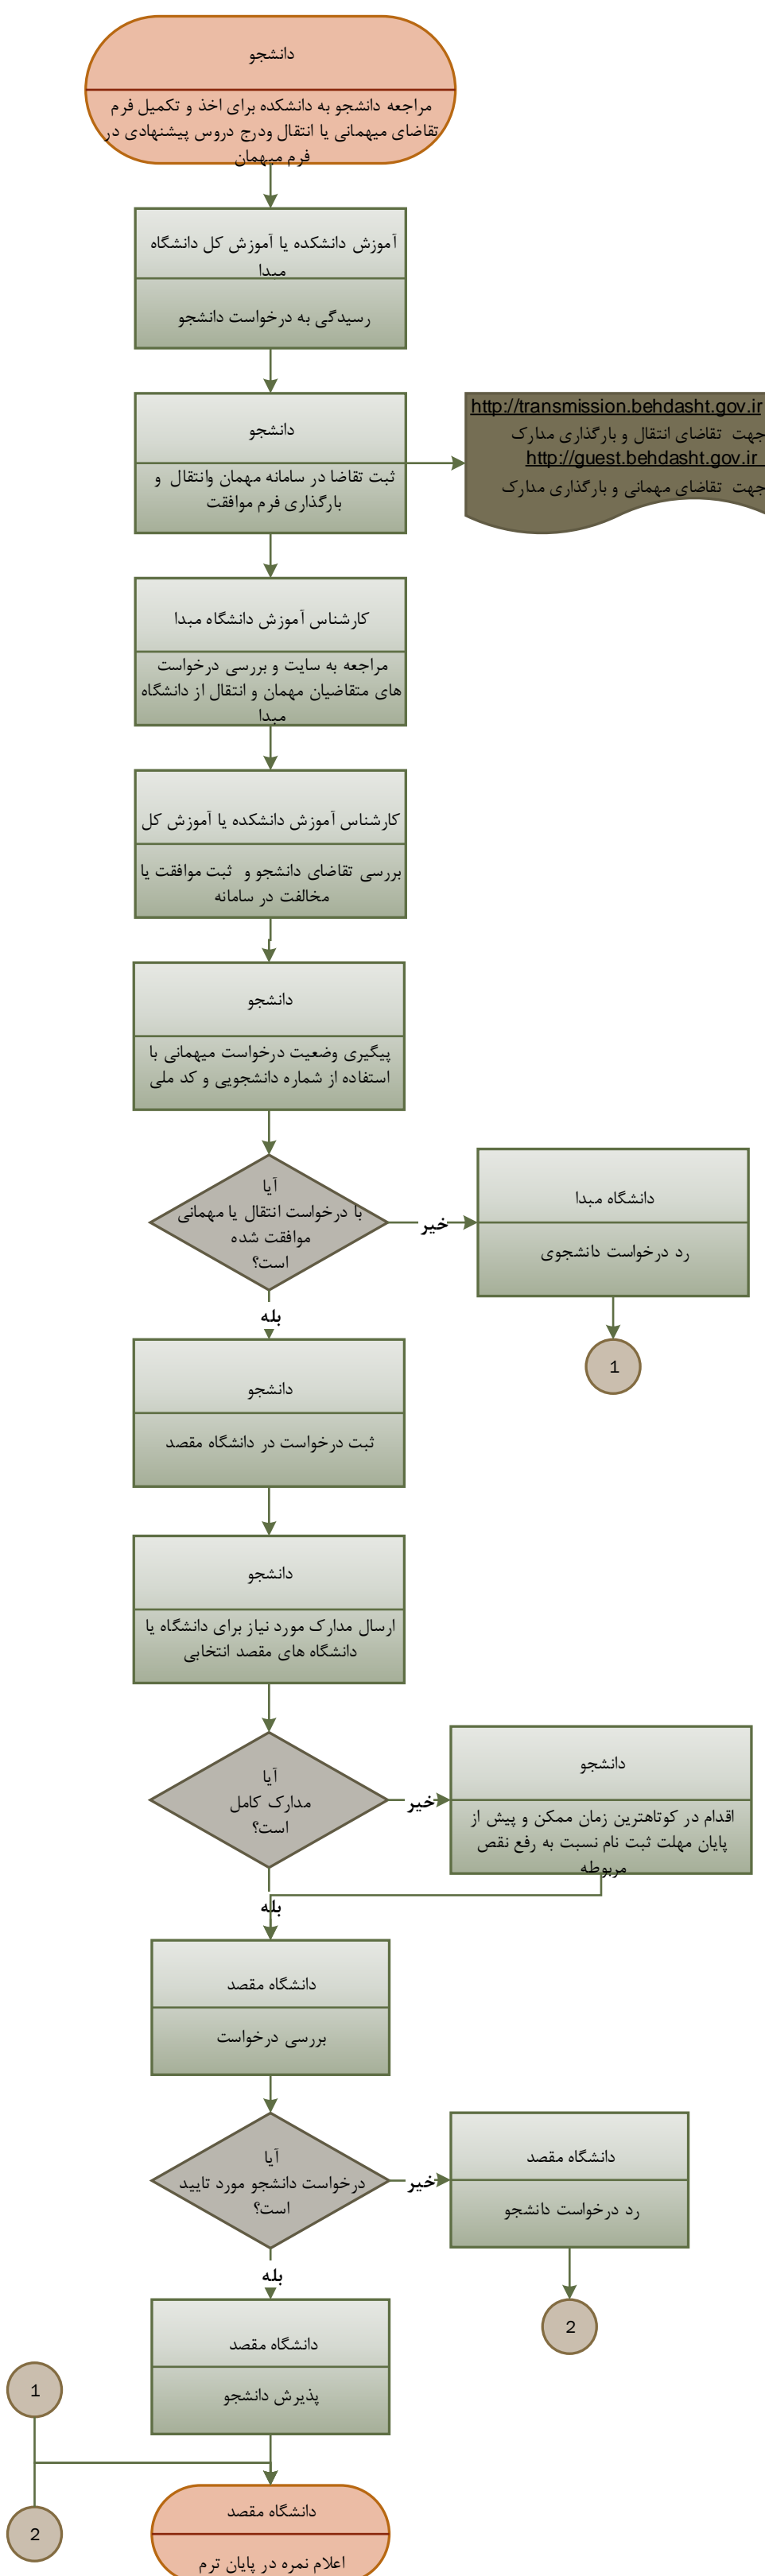 دانشجو
مراجعه دانشجو به دانشکده برای اخذ و تکمیل فرم
تقاضای میهمانی یا انتقال ودرج دروس پیشنهادی در
فرم میهمان
آموزش دانشکده یا آموزش کل دانشگاه
مبدا
رسیدگی به درخواست دانشجو
دانشجو
ثبت تقاضا در سامانه مهمان وانتقال و
بارگذاری فرم موافقت
http://transmission.behdasht.gov.ir
جهت تقاضای انتقال و بارگذاری مدارک
http://guest.behdasht.gov.ir
جهت تقاضای مهمانی و بارگذاری مدارک
کارشناس آموزش دانشگاه مبدا
مراجعه به سایت و بررسی درخواست
های متقاضیان مهمان و انتقال از دانشگاه
مبدا
کارشناس آموزش دانشکده یا آموزش کل
بررسی تقاضای دانشجو و ثبت موافقت یا
مخالفت در سامانه
دانشجو
پیگیری وضعیت درخواست میهمانی با
استفاده از شماره دانشجویی و کد ملی
آیا
با درخواست انتقال یا مهمانی
موافقت شده
است؟
خیر
دانشگاه مبدا
رد درخواست دانشجوی
1
بله
دانشجو
ثبت درخواست در دانشگاه مقصد
دانشجو
ارسال مدارک مورد نیاز برای دانشگاه یا
دانشگاه های مقصد انتخابی
آیا
مدارک کامل
است؟
خیر
دانشجو
اقدام در کوتاهترین زمان ممکن و پیش از
پایان مهلت ثبت نام نسبت به رفع نقص
مربوطه
بله
دانشگاه مقصد
بررسی درخواست
آیا
درخواست دانشجو مورد تایید
است؟
خیر
دانشگاه مقصد
رد درخواست دانشجو
2
بله
دانشگاه مقصد
پذیرش دانشجو
1
2
دانشگاه مقصد
اعلام نمره در پایان ترم